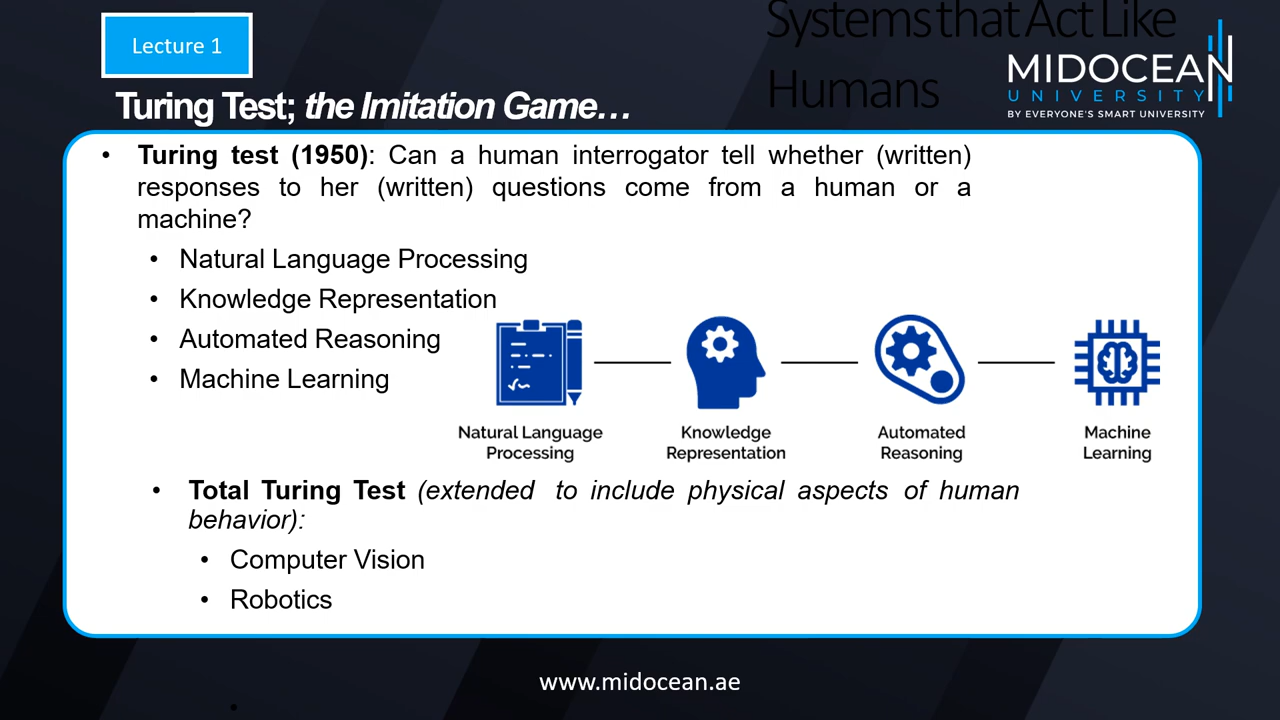 Lecture 1
Systems that Act Like
Humans
MIDOCEAN
UNIVERSITY
BY EVERYONE'S SMART UNIVERSITY
Turing Test; the Imitation Game…
• Turing test (1950): Can a human interrogator tell whether (written)
responses to her (written) questions come from a human or a
machine?
• Natural Language Processing
• Knowledge Representation
• Automated Reasoning
• Machine Learning
Natural Language
Processing
Knowledge
Representation
Automated
Reasoning
Machine
Learning
• Total Turing Test (extended to include physical aspects of human
behavior):
• Computer Vision
• Robotics
www.midocean.ae